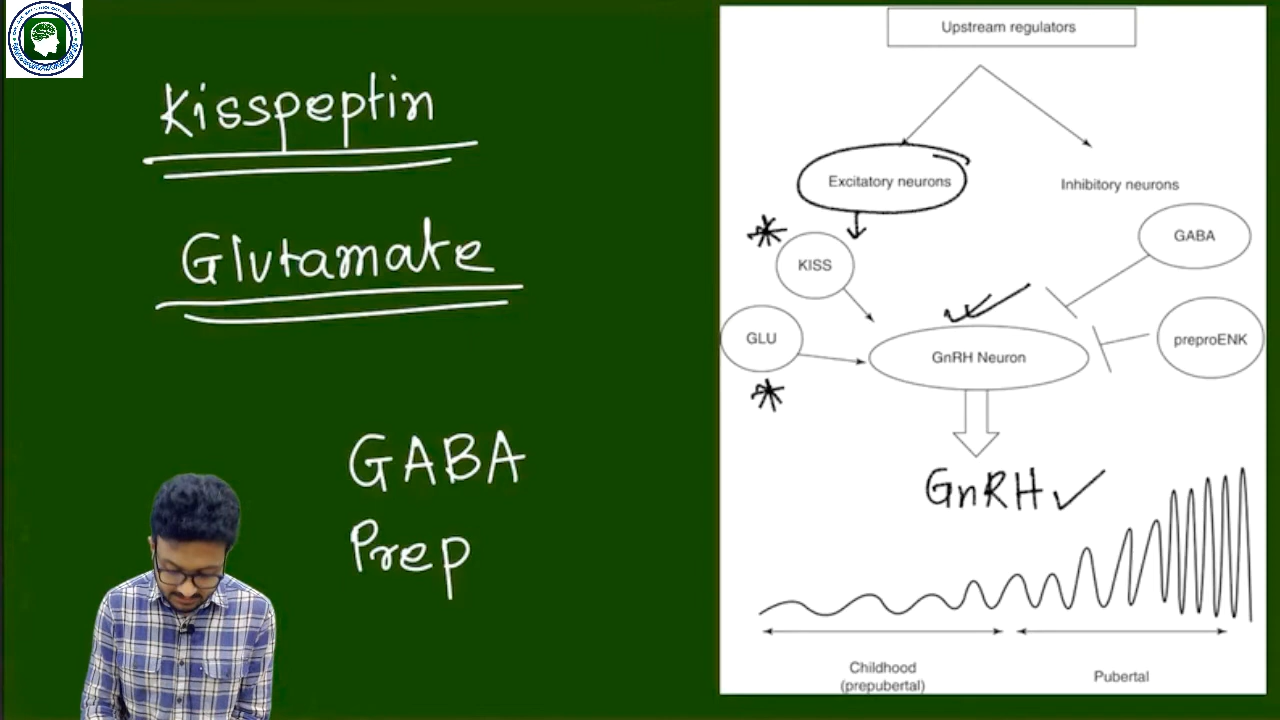 Kisspeptin
Glutamate
GABA
Prep
Upstream regulators
Excitatory neurons
Inhibitory neurons
KISS
GABA
GLU
GnRH Neuron
preproENK
GnRH
Childhood
(prepubertal)
Pubertal